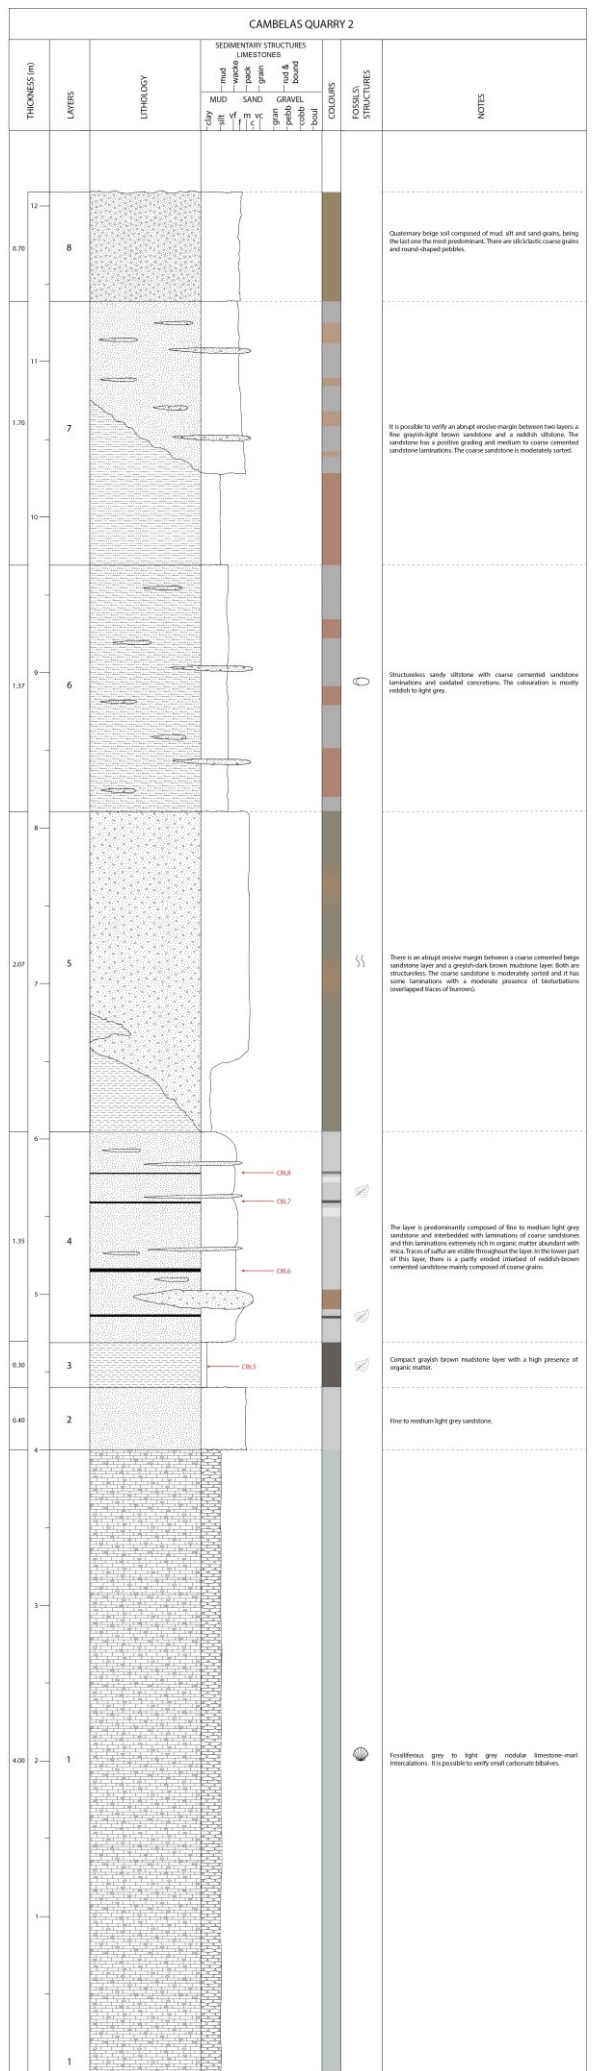 CAMBELAS QUARRY 2
THICKNESS (m)
LAYERS
LITHOLOGY
SEDIMENTARY STRUCTURES
LIMESTONES
mud
wacke
pack
grain
rud &
bound
MUD SAND GRAVEL
clay
silt
vf
f
m
c
vc
gran
pebb
cobb
boul
COLOURS
FOSSILS\
STRUCTURES
NOTES
12
0.70
8
Quaternary beige soil composed of mud, silt and sand grains, being
the last one the most predominant. There are siliciclastic coarse grains
and round-shaped pebbles.
11
1.70
7
It is possible to verify an abrupt erosive margin between two layers: a
fine grayish-light brown sandstone and a reddish siltstone. The
sandstone has a positive grading and medium to coarse cemented
sandstone laminations. The coarse sandstone is moderately sorted.
10
9
1.57
6
Structureless sandy siltstone with coarse cemented sandstone
laminations and oxidated concretions. The colouration is mostly
reddish to light grey.
8
2.07
5
There is an abrupt erosive margin between a coarse cemented beige
sandstone layer and a greyish-dark brown mudstone layer. Both are
structureless. The coarse sandstone is moderately sorted and it has
some laminations with a moderate presence of bioturbations
(overlapped traces of burrows).
7
6
CBL8
CBL7
1.35
4
The layer is predominantly composed of fine to medium light grey
sandstone and interbedded with laminations of coarse sandstones
and thin laminations extremely rich in organic matter abundant with
mica. Traces of sulfur are visible throughout the layer. In the lower part
of this layer, there is a partly eroded interbed of reddish-brown
cemented sandstone mainly composed of coarse grains.
CBL6
5
0.30
3
CBL5
Compact grayish brown mudstone layer with a high presence of
organic matter.
0.40
2
Fine to medium light grey sandstone.
4
3
4.00
2
1
Fossiliferous grey to light grey nodular limestone–marl
intercalations. It is possible to verify small carbonate bibalves.
1
1